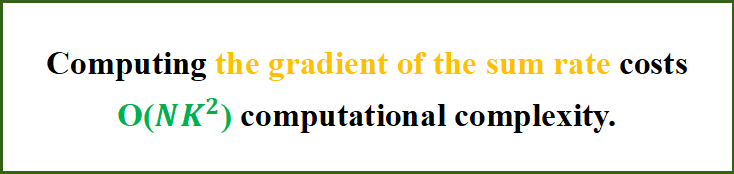 Computing the gradient of the sum rate costs
O(NK²) computational complexity.